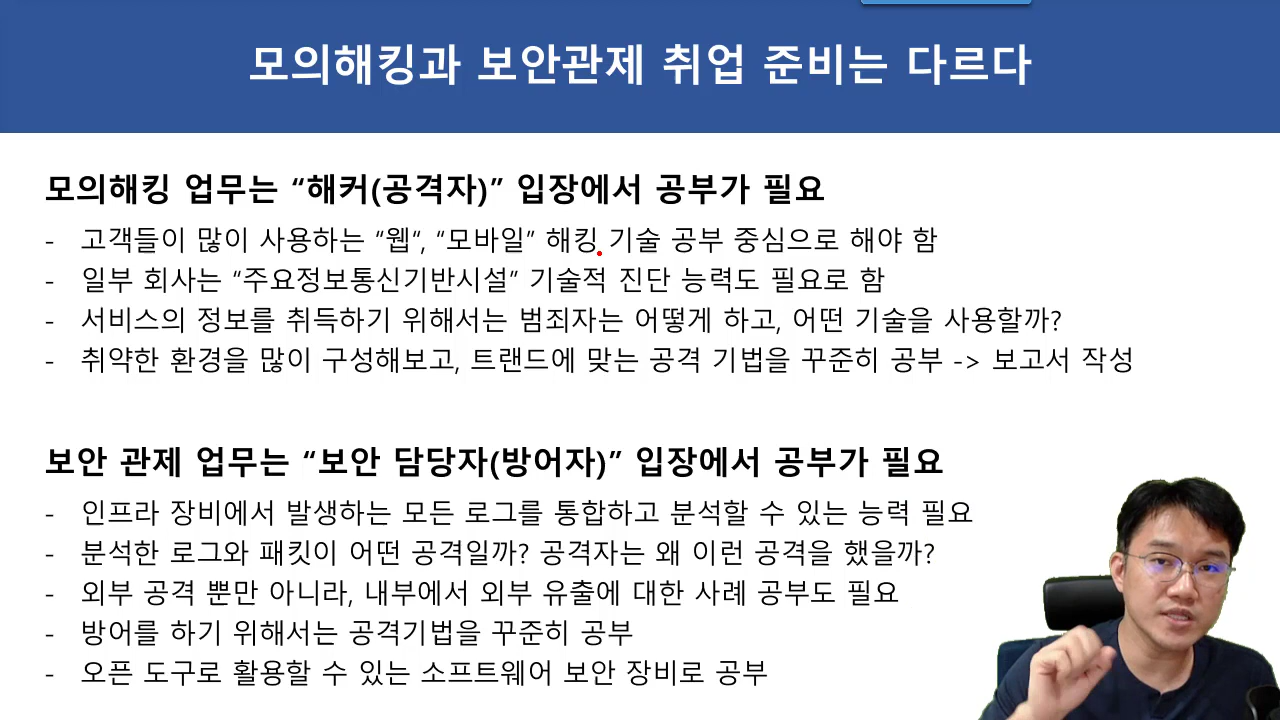 모의해킹과 보안관제 취업 준비는 다르다
모의해킹 업무는 “해커(공격자)” 입장에서 공부가 필요
- 고객들이 많이 사용하는 “웹“, “모바일” 해킹 기술 공부 중심으로 해야 함
- 일부 회사는 “주요정보통신기반시설” 기술적 진단 능력도 필요로 함
- 서비스의 정보를 취득하기 위해서는 범죄자는 어떻게 하고, 어떤 기술을 사용할까?
- 취약한 환경을 많이 구성해보고, 트랜드에 맞는 공격 기법을 꾸준히 공부 -> 보고서 작성
보안 관제 업무는 “보안 담당자(방어자)” 입장에서 공부가 필요
- 인프라 장비에서 발생하는 모든 로그를 통합하고 분석할 수 있는 능력 필요
- 분석한 로그와 패킷이 어떤 공격일까? 공격자는 왜 이런 공격을 했을까?
- 외부 공격 뿐만 아니라, 내부에서 외부 유출에 대한 사례 공부도 필요
- 방어를 하기 위해서는 공격기법을 꾸준히 공부
- 오픈 도구로 활용할 수 있는 소프트웨어 보안 장비로 공부